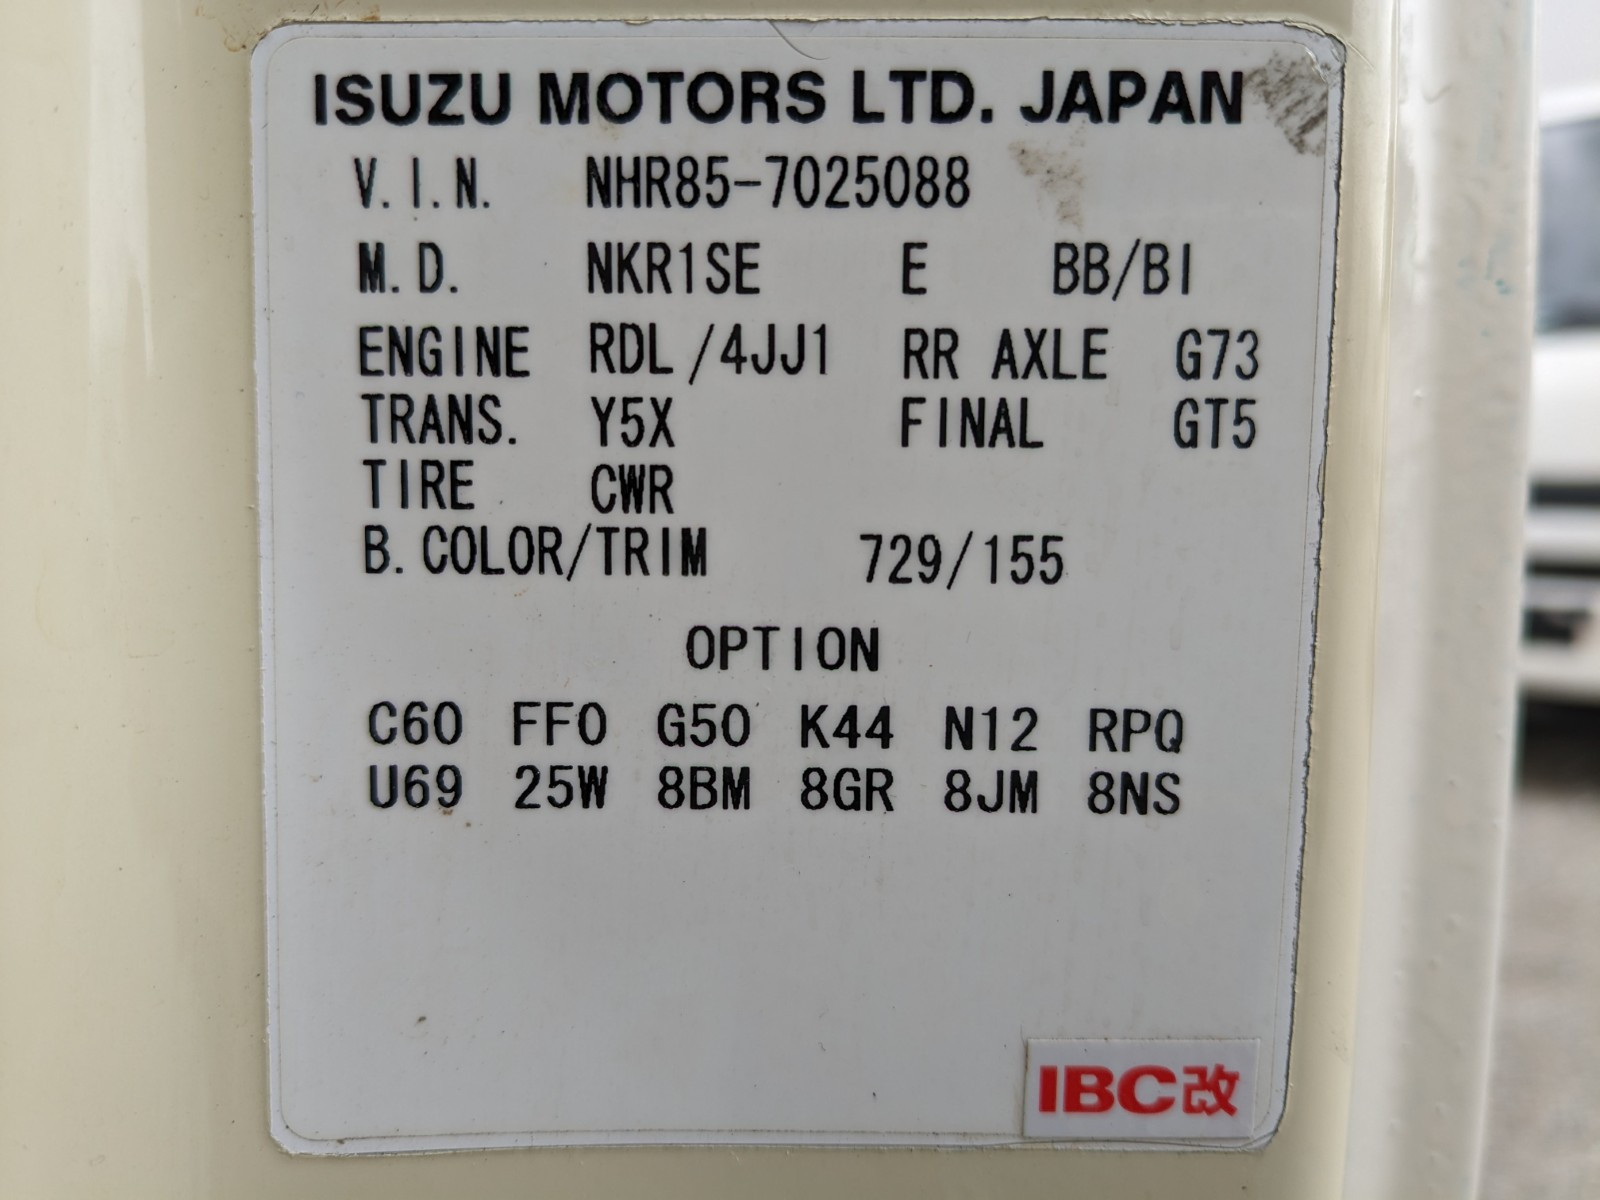 ISUZU MOTORS LTD. JAPAN
V.I.N. NHR85-7025088
M.D. NKR1SE E BB/BI
ENGINE RDL/4JJ1 RR AXLE G73
TRANS. Y5X FINAL GT5
TIRE CWR
B.COLOR/TRIM 729/155
OPTION
C60 FF0 G50 K44 N12 RPQ
U69 25W 8BM 8GR 8JM 8NS
IBC改